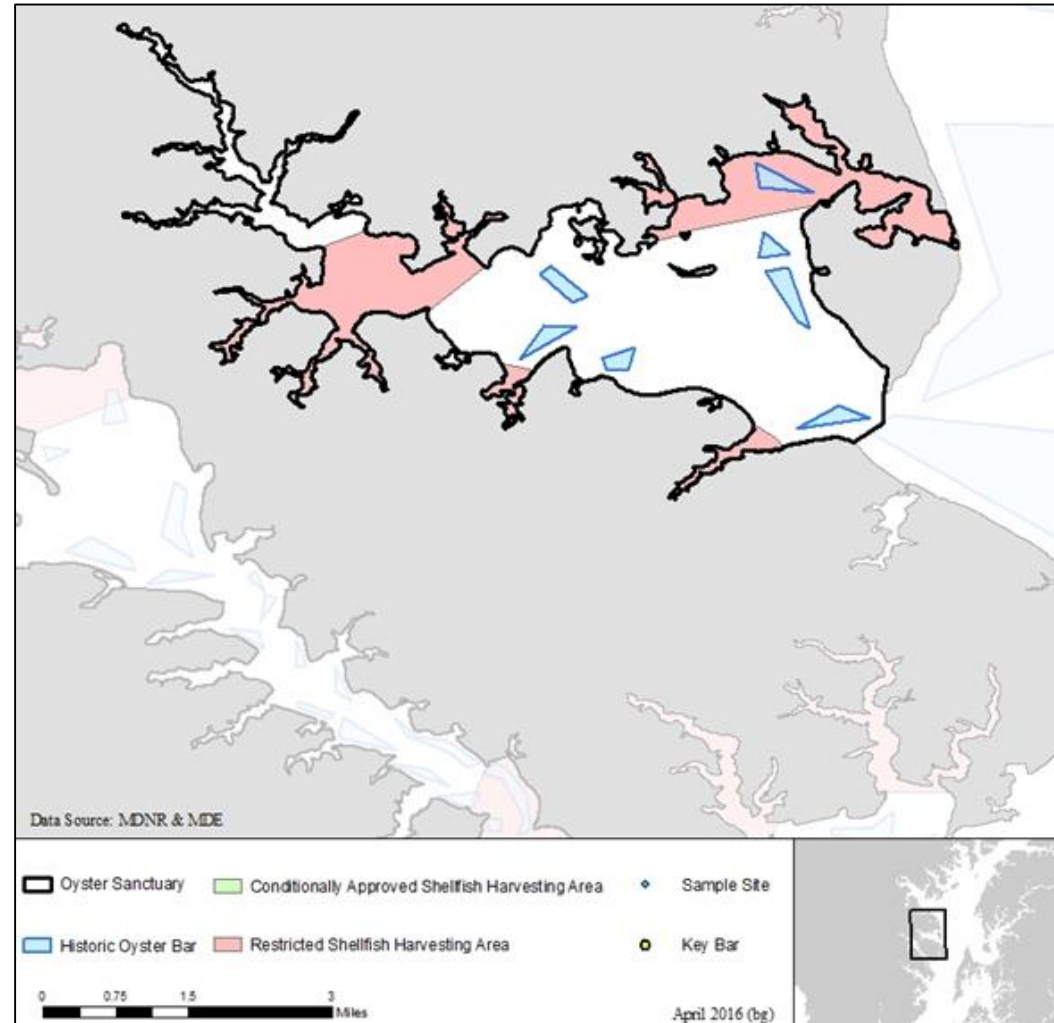 Data Source: MDNR & MDE
Oyster Sanctuary
Conditionally Approved Shellfish Harvesting Area
Sample Site
Historic Oyster Bar
Restricted Shellfish Harvesting Area
Key Bar
0 0.75 1.5 3
Miles
April 2016 (bg)